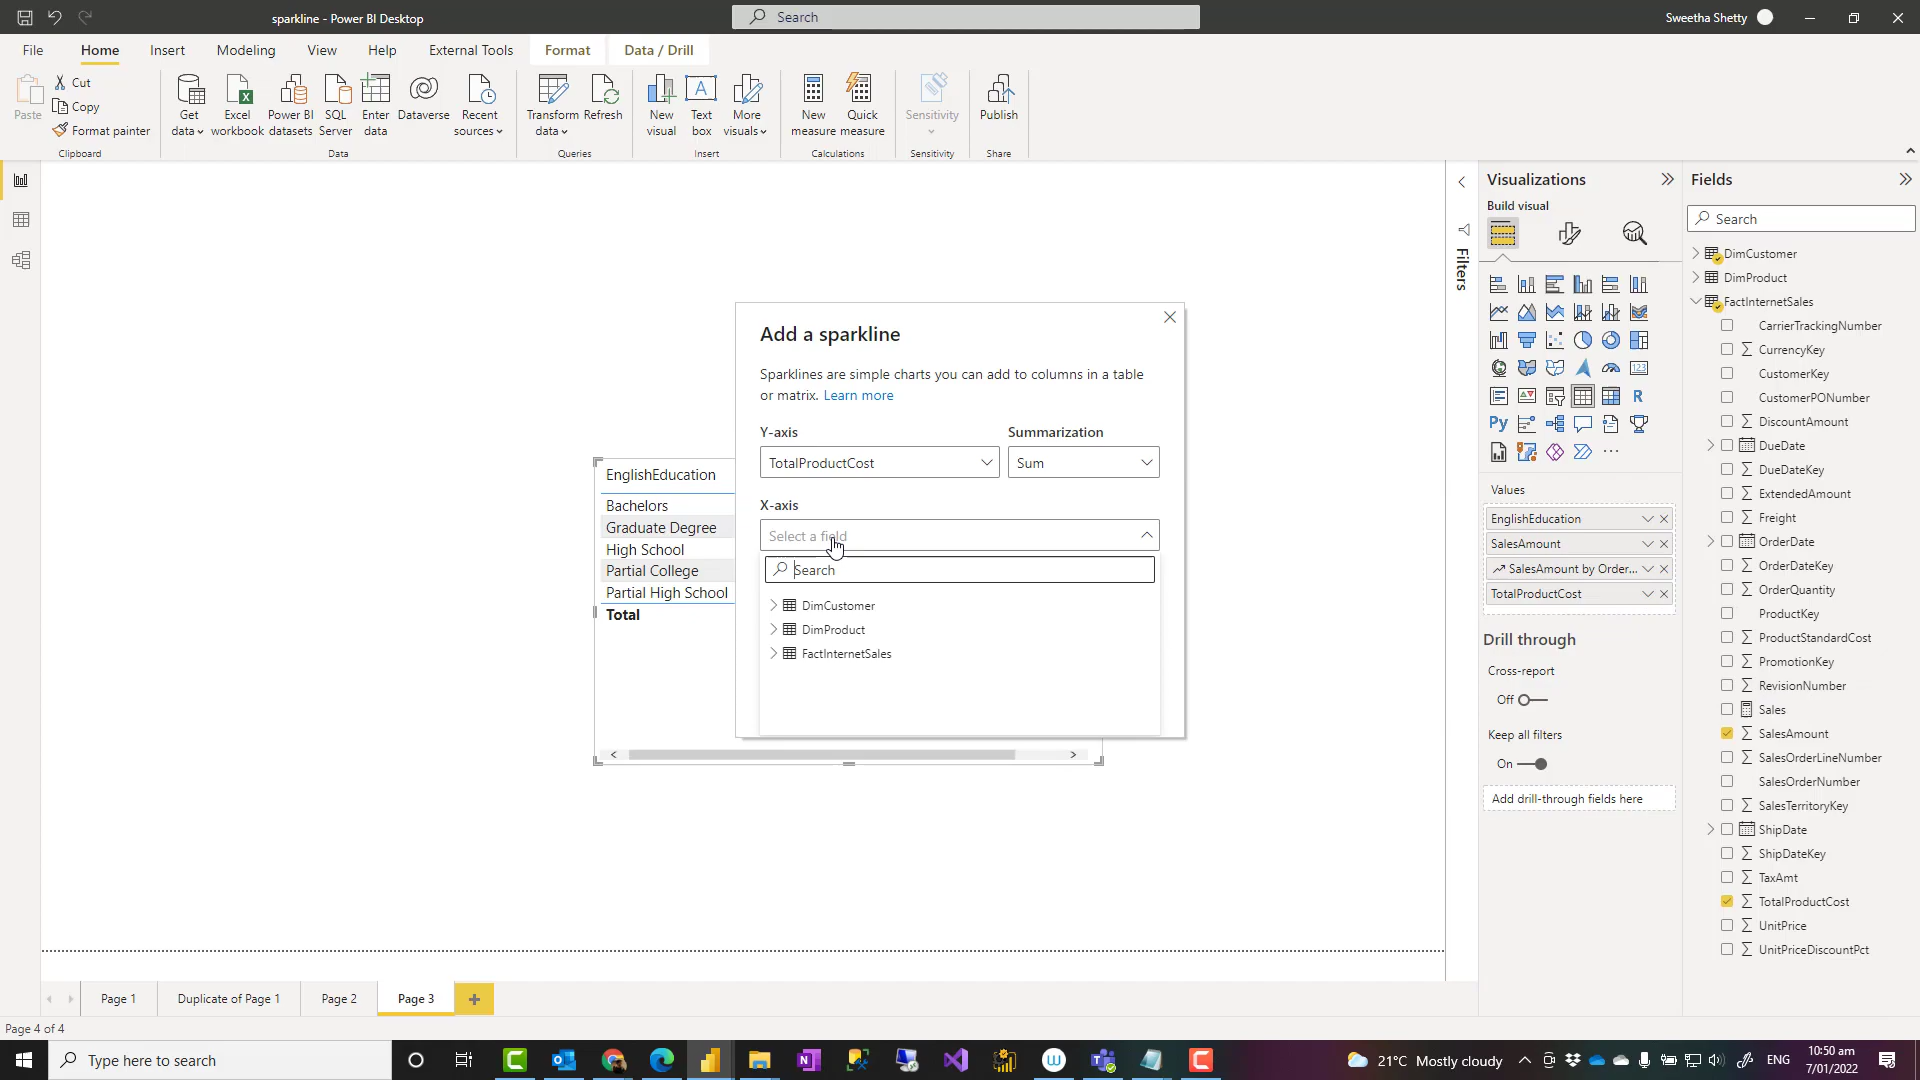 sparkline - Power BI Desktop
Search
Sweetha Shetty
File
Home
Insert
Modeling
View
Help
External Tools
Format
Data / Drill
Paste
Cut
Copy
Format painter
Clipboard
Get data
Excel workbook
Power BI datasets
SQL Server
Enter data
Dataverse
Recent sources
Data
Transform data
Refresh
Queries
New visual
A
Text box
More visuals
Insert
New measure
Quick measure
Calculations
Sensitivity
Sensitivity
Publish
Share
EnglishEducation
Bachelors
Graduate Degree
High School
Partial College
Partial High School
Total
Add a sparkline
Sparklines are simple charts you can add to columns in a table
or matrix. Learn more
Y-axis
Summarization
TotalProductCost
Sum
X-axis
Select a field
Search
DimCustomer
DimProduct
FactInternetSales
Filters
Visualizations
Build visual
123
R
Py
Values
EnglishEducation
SalesAmount
SalesAmount by Order...
TotalProductCost
Drill through
Cross-report
Off
Keep all filters
On
Add drill-through fields here
Fields
Search
DimCustomer
DimProduct
FactInternetSales
CarrierTrackingNumber
CurrencyKey
CustomerKey
CustomerPONumber
DiscountAmount
DueDate
DueDateKey
ExtendedAmount
Freight
OrderDate
OrderDateKey
OrderQuantity
ProductKey
ProductStandardCost
PromotionKey
RevisionNumber
Sales
SalesAmount
SalesOrderLineNumber
SalesOrderNumber
SalesTerritoryKey
ShipDate
ShipDateKey
TaxAmt
TotalProductCost
UnitPrice
UnitPriceDiscountPct
Page 1
Duplicate of Page 1
Page 2
Page 3
Page 4 of 4
Type here to search
21°C Mostly cloudy
ENG
10:50 am
7/01/2022